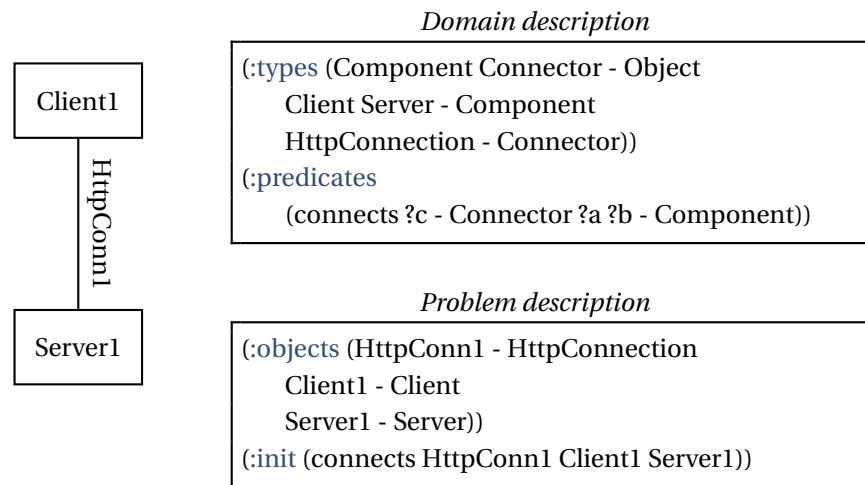 Client1
HttpConn1
Server1
Domain description
(:types (Component Connector - Object
Client Server - Component
HttpConnection - Connector))
(:predicates
(connects ?c - Connector ?a ?b - Component))
Problem description
(:objects (HttpConn1 - HttpConnection
Client1 - Client
Server1 - Server))
(:init (connects HttpConn1 Client1 Server1))